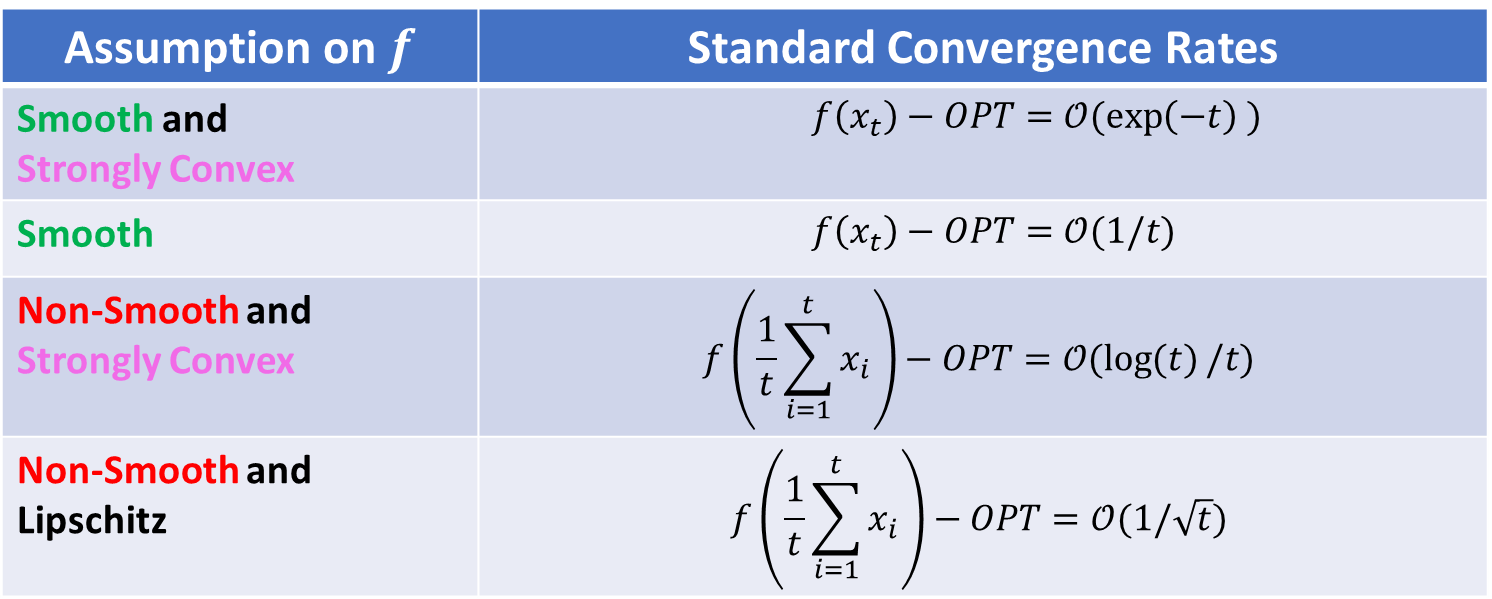 Assumption on f
Standard Convergence Rates
Smooth and
Strongly Convex
f(x_t) − OPT = 𝒪(exp(−t) )
Smooth
f(x_t) − OPT = 𝒪(1/t)
Non-Smooth and
Strongly Convex
f(1/t ∑_{i=1}^{t} x_i) − OPT = 𝒪(log(t) /t)
Non-Smooth and
Lipschitz
f(1/t ∑_{i=1}^{t} x_i) − OPT = 𝒪(1/√t)